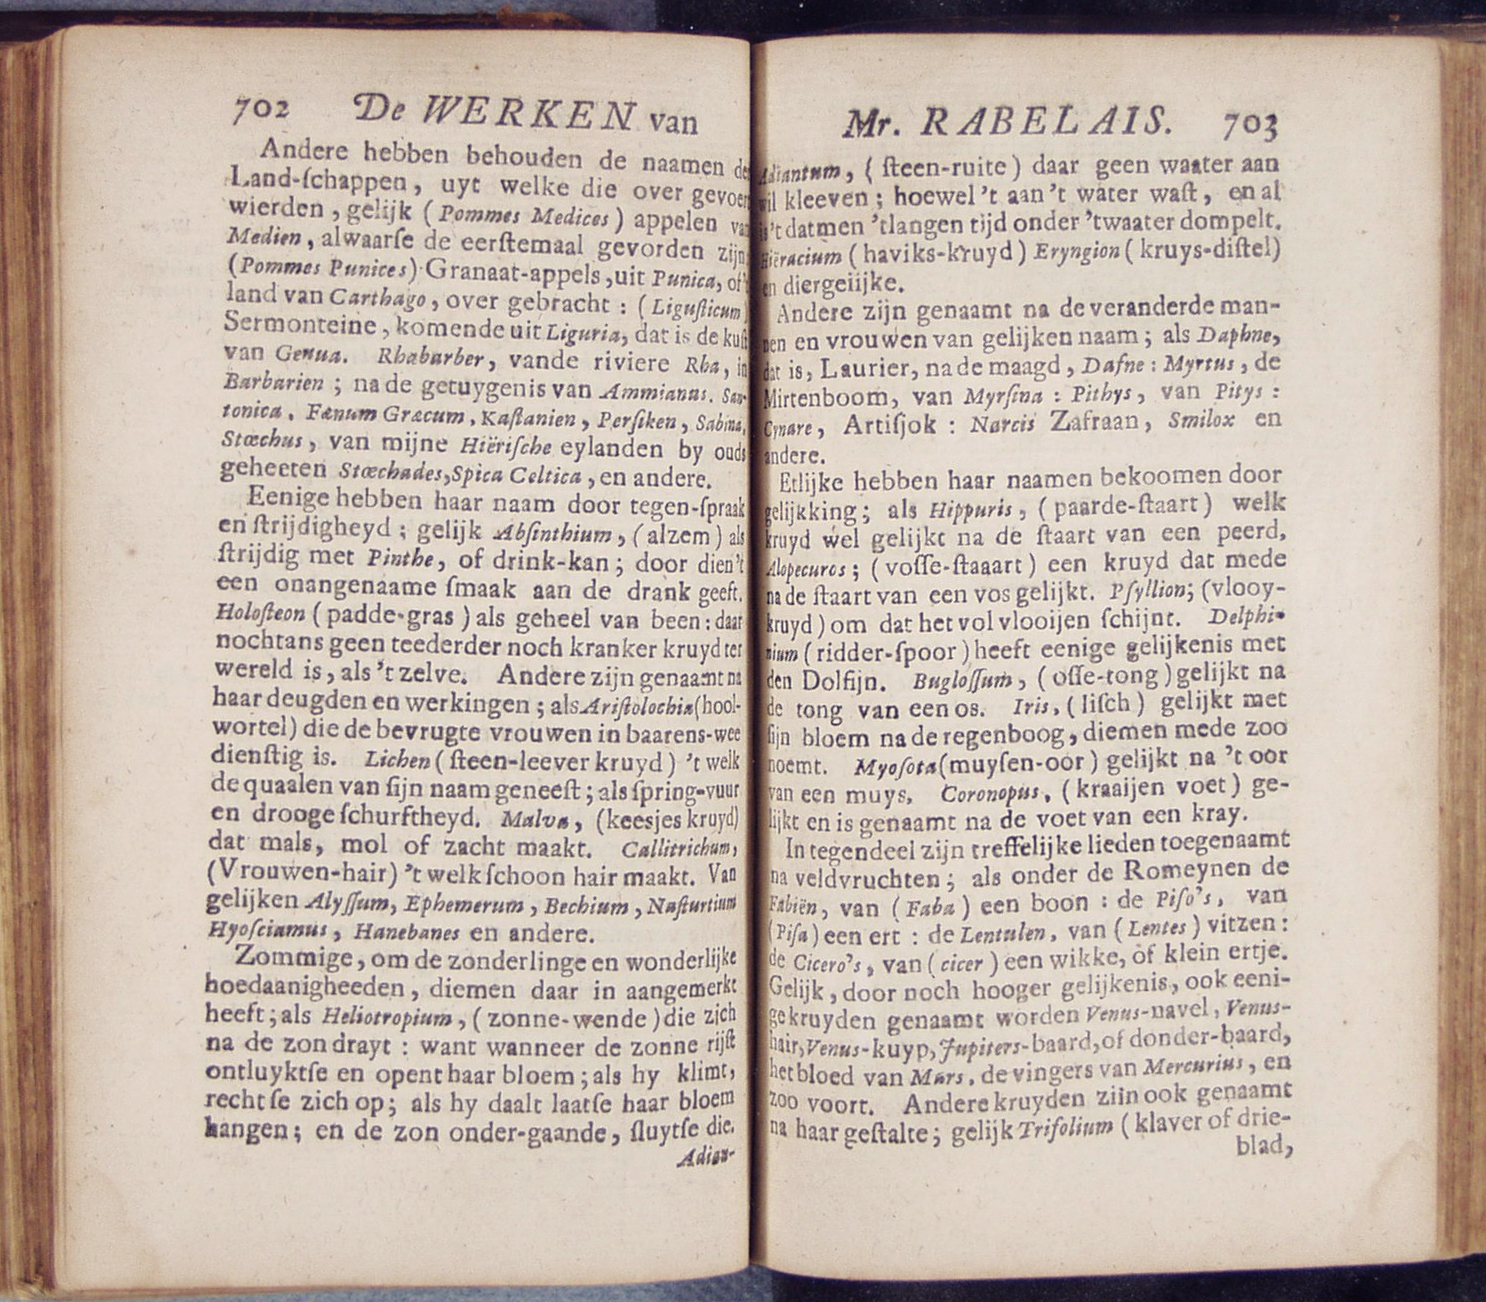 702 De WERKEN van
Andere hebben behouden de naamen der
Land-ſchappen, uyt welke die over gevoert
wierden, gelijk (Pommes Medices) appelen van
Medien, alwaarſe de eerſtemaal gevorden zijn;
(Pommes Punices) Granaat-appels, uit Punica, of't
land van Carthago, over gebracht: (Liguſticum)
Sermonteine, komende uit Liguria, dat is de kuſt
van Genua. Rhabarber, vande riviere Rha, in
Barbarien; na de getuygenis van Ammianus. San-
tonica, Fænum Græcum, Kaſtanien, Perſiken, Sabina,
Stœchus, van mijne Hiëriſche eylanden by ouds
geheeten Stœchades, Spica Celtica, en andere.
Eenige hebben haar naam door tegen-ſpraak
en ſtrijdigheyd; gelijk Abſinthium, (alzem) als
ſtrijdig met Pinthe, of drink-kan; door dien't
een onangenaame ſmaak aan de drank geeft.
Holoſteon (padde-gras) als geheel van been: daar
nochtans geen teederder noch kranker kruyd ter
wereld is, als 't zelve. Andere zijn genaamt na
haar deugden en werkingen; als Ariſtolochia (hool-
wortel) die de bevrugte vrouwen in baarens-wee
dienſtig is. Lichen (ſteen-leever kruyd) 't welk
de quaalen van ſijn naam geneeſt; als ſpring-vuur
en drooge ſchurftheyd. Malva, (keesjes kruyd)
dat mals, mol of zacht maakt. Callitrichum,
(Vrouwen-hair) 't welk ſchoon hair maakt. Van
gelijken Alyſſum, Ephemerum, Bechium, Naſturtium
Hyoſciamus, Hanebanes en andere.
Zommige, om de zonderlinge en wonderlijke
hoedaanigheeden, diemen daar in aangemerkt
heeft; als Heliotropium, (zonne-wende) die zich
na de zon drayt: want wanneer de zonne rijſt
ontluyktſe en opent haar bloem; als hy klimt,
rechtſe zich op; als hy daalt laatſe haar bloem
hangen; en de zon onder-gaande, ſluytſe die.
Adian-
Mr. RABELAIS. 703
Adiantum, (ſteen-ruite) daar geen waater aan
wil kleeven; hoewel 't aan 't water waſt, en al
is 't datmen 'tlangen tijd onder 'twaater dompelt.
Hiëracium (haviks-kruyd) Eryngion (kruys-diſtel)
en diergeiijke.
Andere zijn genaamt na de veranderde man-
nen en vrouwen van gelijken naam; als Daphne,
dat is, Laurier, na de maagd, Dafne: Myrtus, de
Mirtenboom, van Myrſina: Pithys, van Pitys:
Cynare, Artiſjok: Narcis Zafraan, Smilox en
andere.
Etlijke hebben haar naamen bekoomen door
gelijkking; als Hippuris, (paarde-ſtaart) welk
kruyd wel gelijkt na de ſtaart van een peerd,
Alopecuros; (voſſe-ſtaaart) een kruyd dat mede
na de ſtaart van een vos gelijkt. Pſyllion; (vlooy-
kruyd) om dat het vol vlooijen ſchijnt. Delphi-
nium (ridder-ſpoor) heeft eenige gelijkenis met
den Dolfijn. Bugloſſum, (oſſe-tong) gelijkt na
de tong van een os. Iris, (liſch) gelijkt met
ſijn bloem na de regenboog, diemen mede zoo
noemt. Myoſota (muyſen-oor) gelijkt na 't oor
van een muys. Coronopus, (kraaijen voet) ge-
lijkt en is genaamt na de voet van een kray.
In tegendeel zijn treffelijke lieden toegenaamt
na veldvruchten; als onder de Romeynen de
Fabiën, van (Faba) een boon: de Piſo's, van
(Piſa) een ert: de Lentulen, van (Lentes) vitzen:
de Cicero's, van (cicer) een wikke, of klein ertje.
Gelijk, door noch hooger gelijkenis, ook eeni-
ge kruyden genaamt worden Venus-navel, Venus-
hair, Venus-kuyp, Jupiters-baard, of donder-baard,
het bloed van Mars, de vingers van Mercurius, en
zoo voort. Andere kruyden ziin ook genaamt
na haar geſtalte; gelijk Trifolium (klaver of drie-
blad,